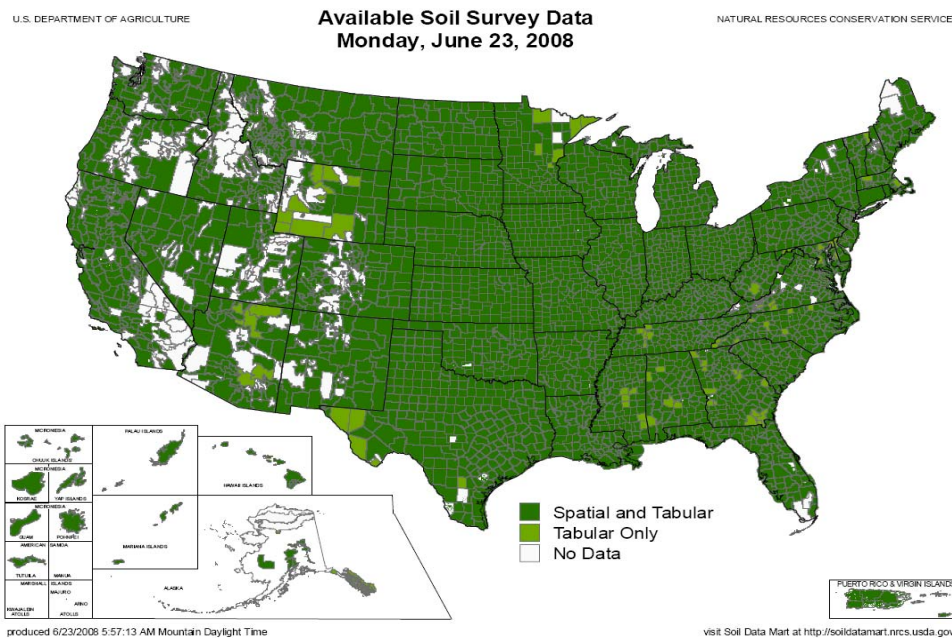 U.S. DEPARTMENT OF AGRICULTURE
Available Soil Survey Data
Monday, June 23, 2008
NATURAL RESOURCES CONSERVATION SERVICE
MICRONESIA
CHUUK ISLANDS
MICRONESIA
KOSRAE
YAP ISLANDS
MICRONESIA
GUAM
POHNPEI
AMERICAN SAMOA
TUTUILA
MANUA
MARSHALL ISLANDS
MAJURO
KWAJALEIN
ATOLLS
ARNO
ATOLLS
PALAU ISLANDS
HAWAII ISLANDS
MARIANA ISLANDS
ALASKA
Spatial and Tabular
Tabular Only
No Data
PUERTO RICO & VIRGIN ISLANDS
produced 6/23/2008 5:57:13 AM Mountain Daylight Time
visit Soil Data Mart at http://soildatamart.nrcs.usda.gov